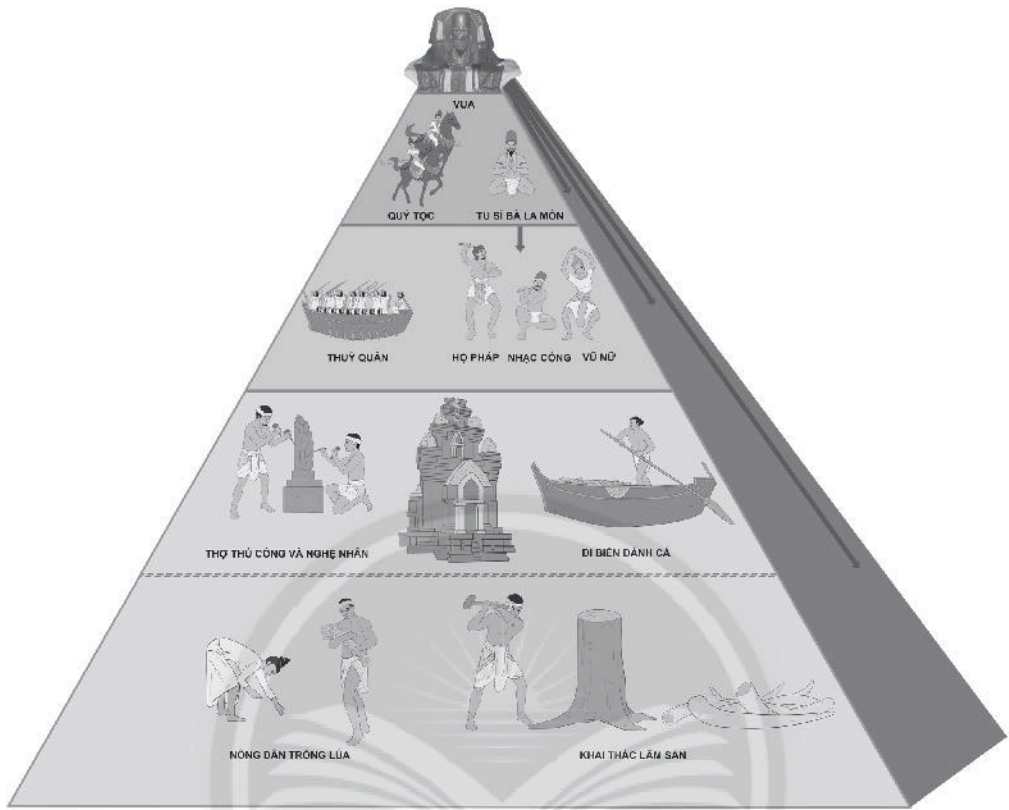 VUA
QUÝ TỘC TU SĨ BÀ LA MÔN
THUỶ QUÂN HỘ PHÁP NHẠC CÔNG VŨ NỮ
THỢ THỦ CÔNG VÀ NGHỆ NHÂN ĐI BIỂN ĐÁNH CÁ
NÔNG DÂN TRỒNG LÚA KHAI THÁC LÂM SẢN